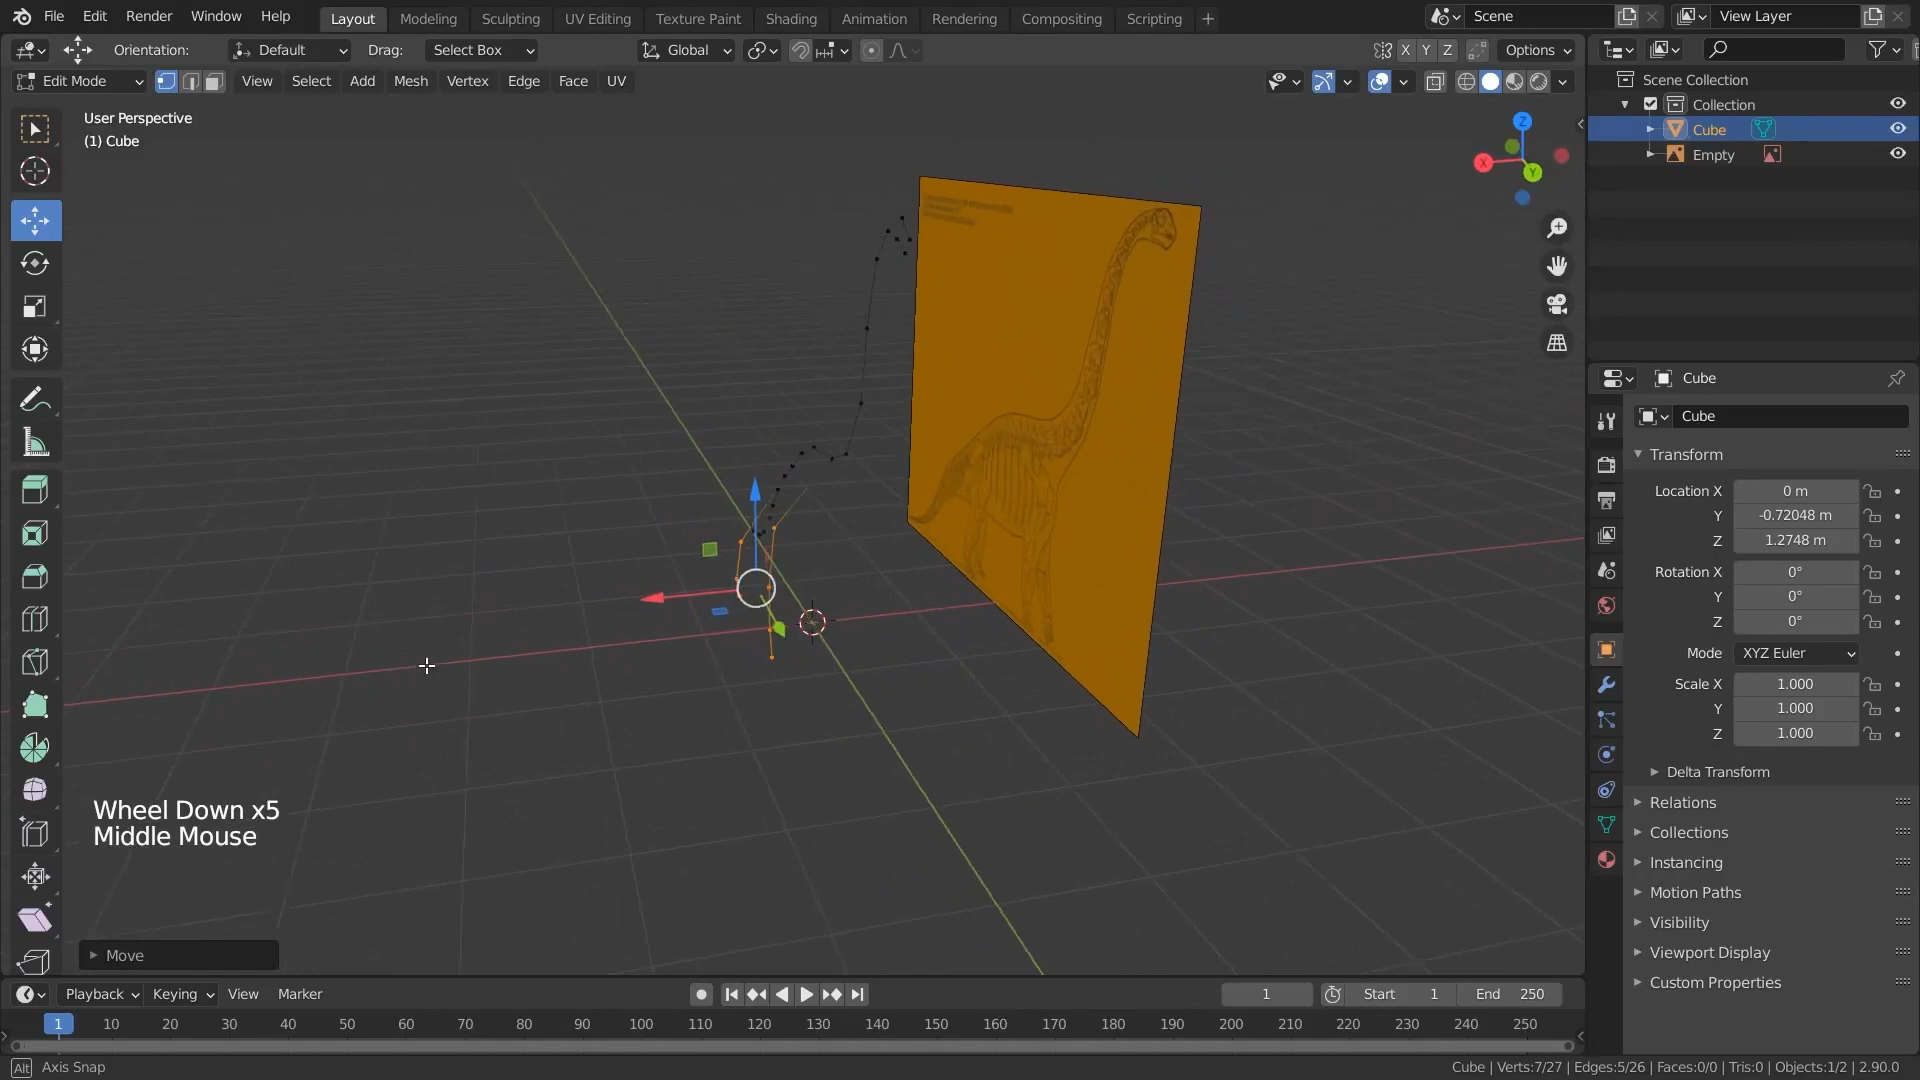 File Edit Render Window Help Layout Modeling Sculpting UV Editing Texture Paint Shading Animation Rendering Compositing Scripting + Scene View Layer
Orientation: Default Drag: Select Box Global X Y Z Options
Edit Mode View Select Add Mesh Vertex Edge Face UV
User Perspective
(1) Cube
Z
X
Y
Wheel Down x5
Middle Mouse
Move
Scene Collection
Collection
Cube
Empty
Cube
Cube
Transform
Location X 0 m
Y -0.72048 m
Z 1.2748 m
Rotation X 0°
Y 0°
Z 0°
Mode XYZ Euler
Scale X 1.000
Y 1.000
Z 1.000
Delta Transform
Relations
Collections
Instancing
Motion Paths
Visibility
Viewport Display
Custom Properties
Playback Keying View Marker 1 Start 1 End 250
1 10 20 30 40 50 60 70 80 90 100 110 120 130 140 150 160 170 180 190 200 210 220 230 240 250
Alt Axis Snap Cube | Verts:7/27 | Edges:5/26 | Faces:0/0 | Tris:0 | Objects:1/2 | 2.90.0